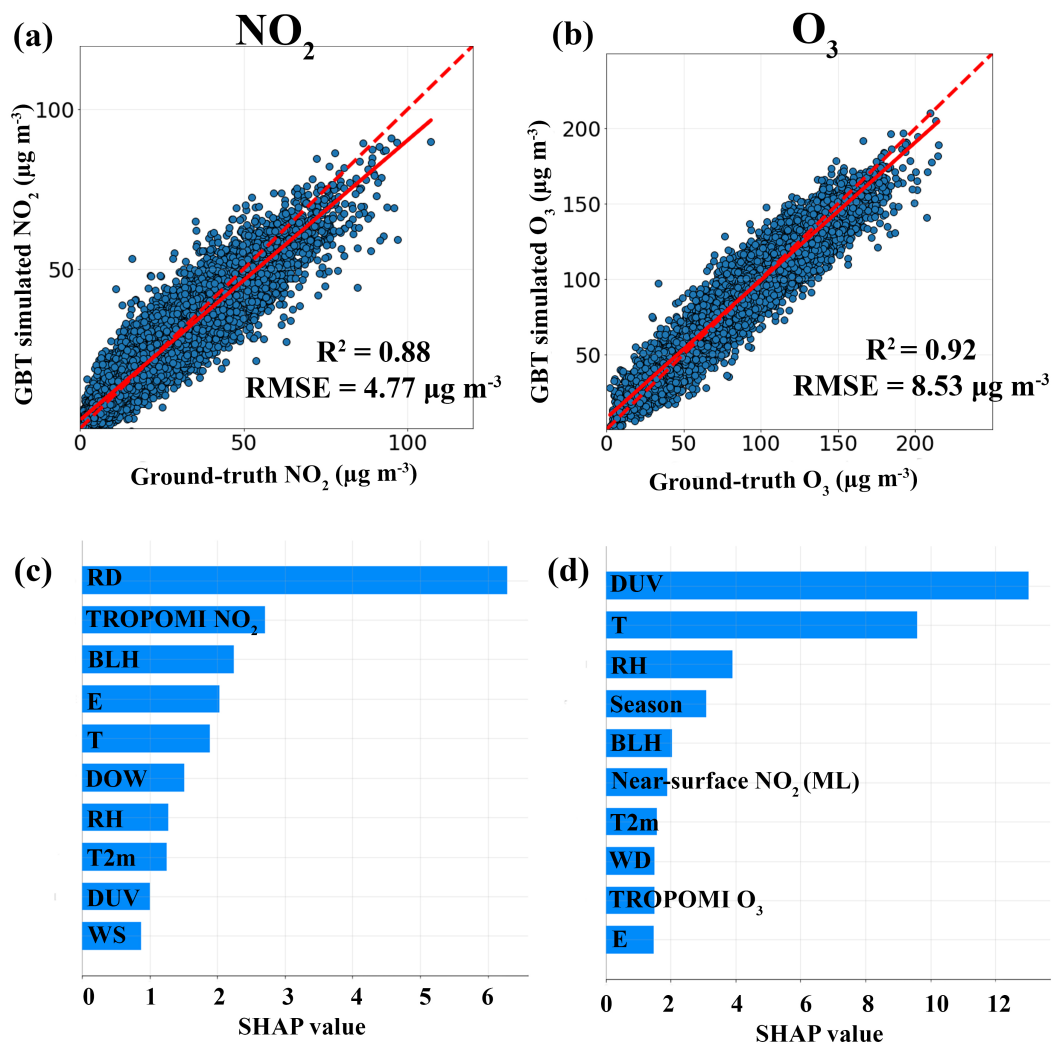 (a)
NO₂
GBT simulated NO₂ (µg m⁻³)
100
50
R² = 0.88
RMSE = 4.77 µg m⁻³
0
50
100
Ground-truth NO₂ (µg m⁻³)
(b)
O₃
GBT simulated O₃ (µg m⁻³)
200
150
100
50
R² = 0.92
RMSE = 8.53 µg m⁻³
0
50
100
150
200
Ground-truth O₃ (µg m⁻³)
(c)
RD
TROPOMI NO₂
BLH
E
T
DOW
RH
T2m
DUV
WS
0
1
2
3
4
5
6
SHAP value
(d)
DUV
T
RH
Season
BLH
Near-surface NO₂ (ML)
T2m
WD
TROPOMI O₃
E
0
2
4
6
8
10
12
SHAP value